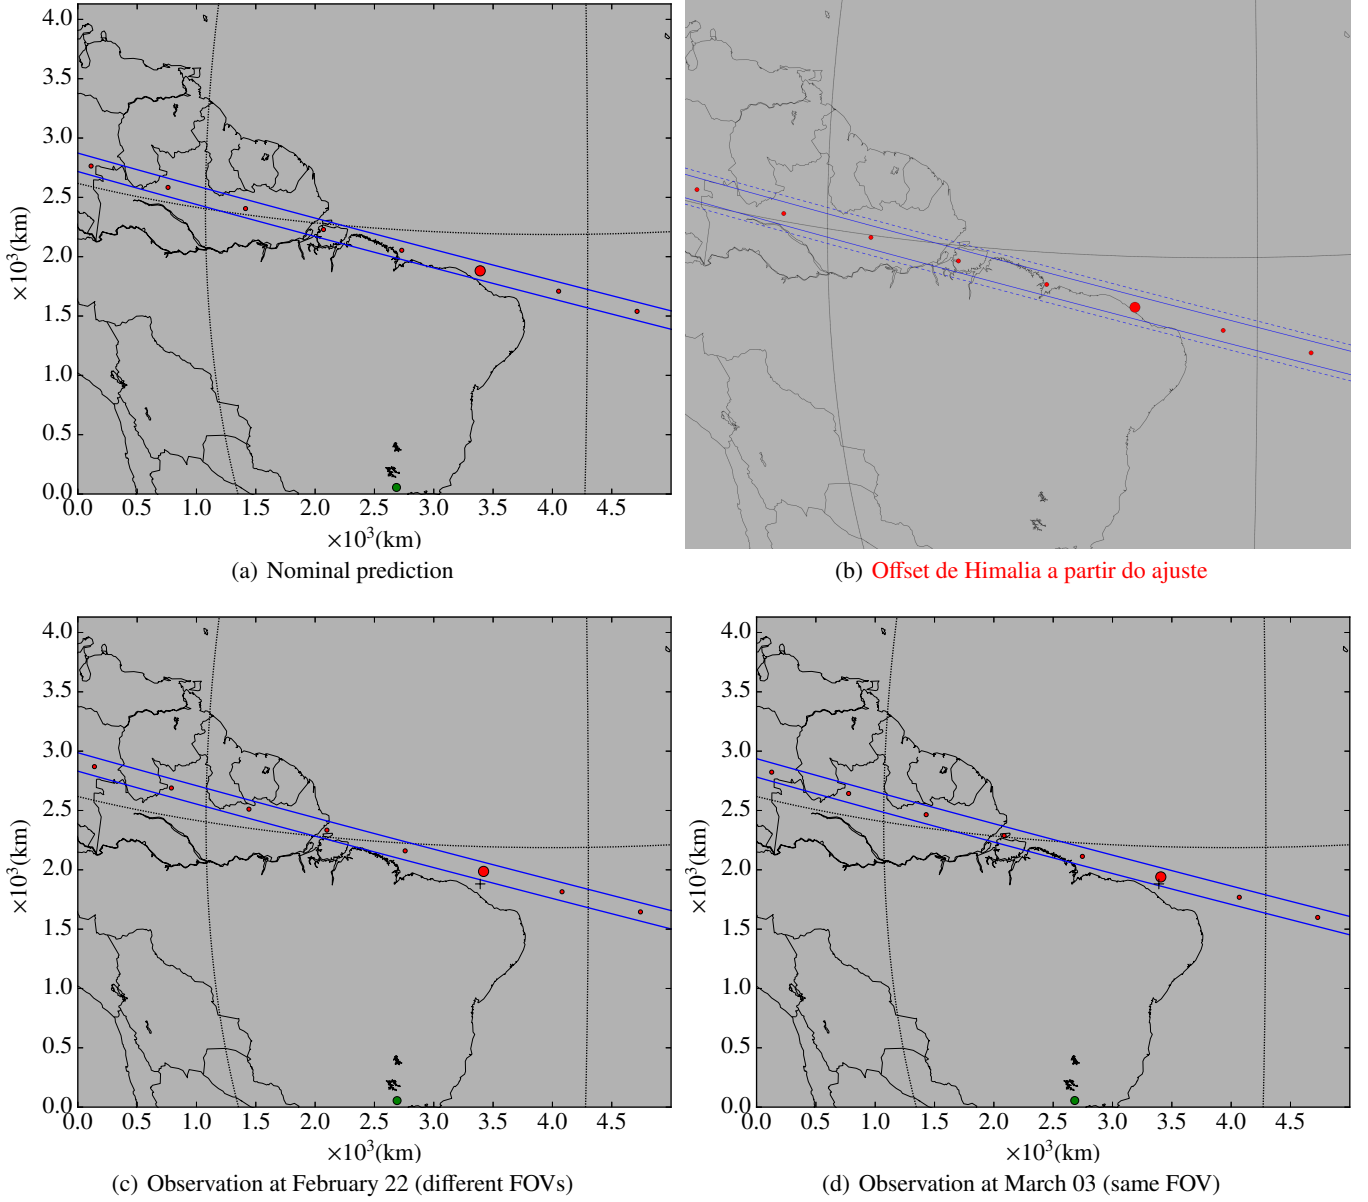 4.0
3.5
3.0
2.5
2.0
1.5
1.0
0.5
0.0
×10³(km)
0.0 0.5 1.0 1.5 2.0 2.5 3.0 3.5 4.0 4.5
×10³(km)
(a) Nominal prediction
(b) Offset de Himalia a partir do ajuste
4.0
3.5
3.0
2.5
2.0
1.5
1.0
0.5
0.0
×10³(km)
0.0 0.5 1.0 1.5 2.0 2.5 3.0 3.5 4.0 4.5
×10³(km)
(c) Observation at February 22 (different FOVs)
4.0
3.5
3.0
2.5
2.0
1.5
1.0
0.5
0.0
×10³(km)
0.0 0.5 1.0 1.5 2.0 2.5 3.0 3.5 4.0 4.5
×10³(km)
(d) Observation at March 03 (same FOV)